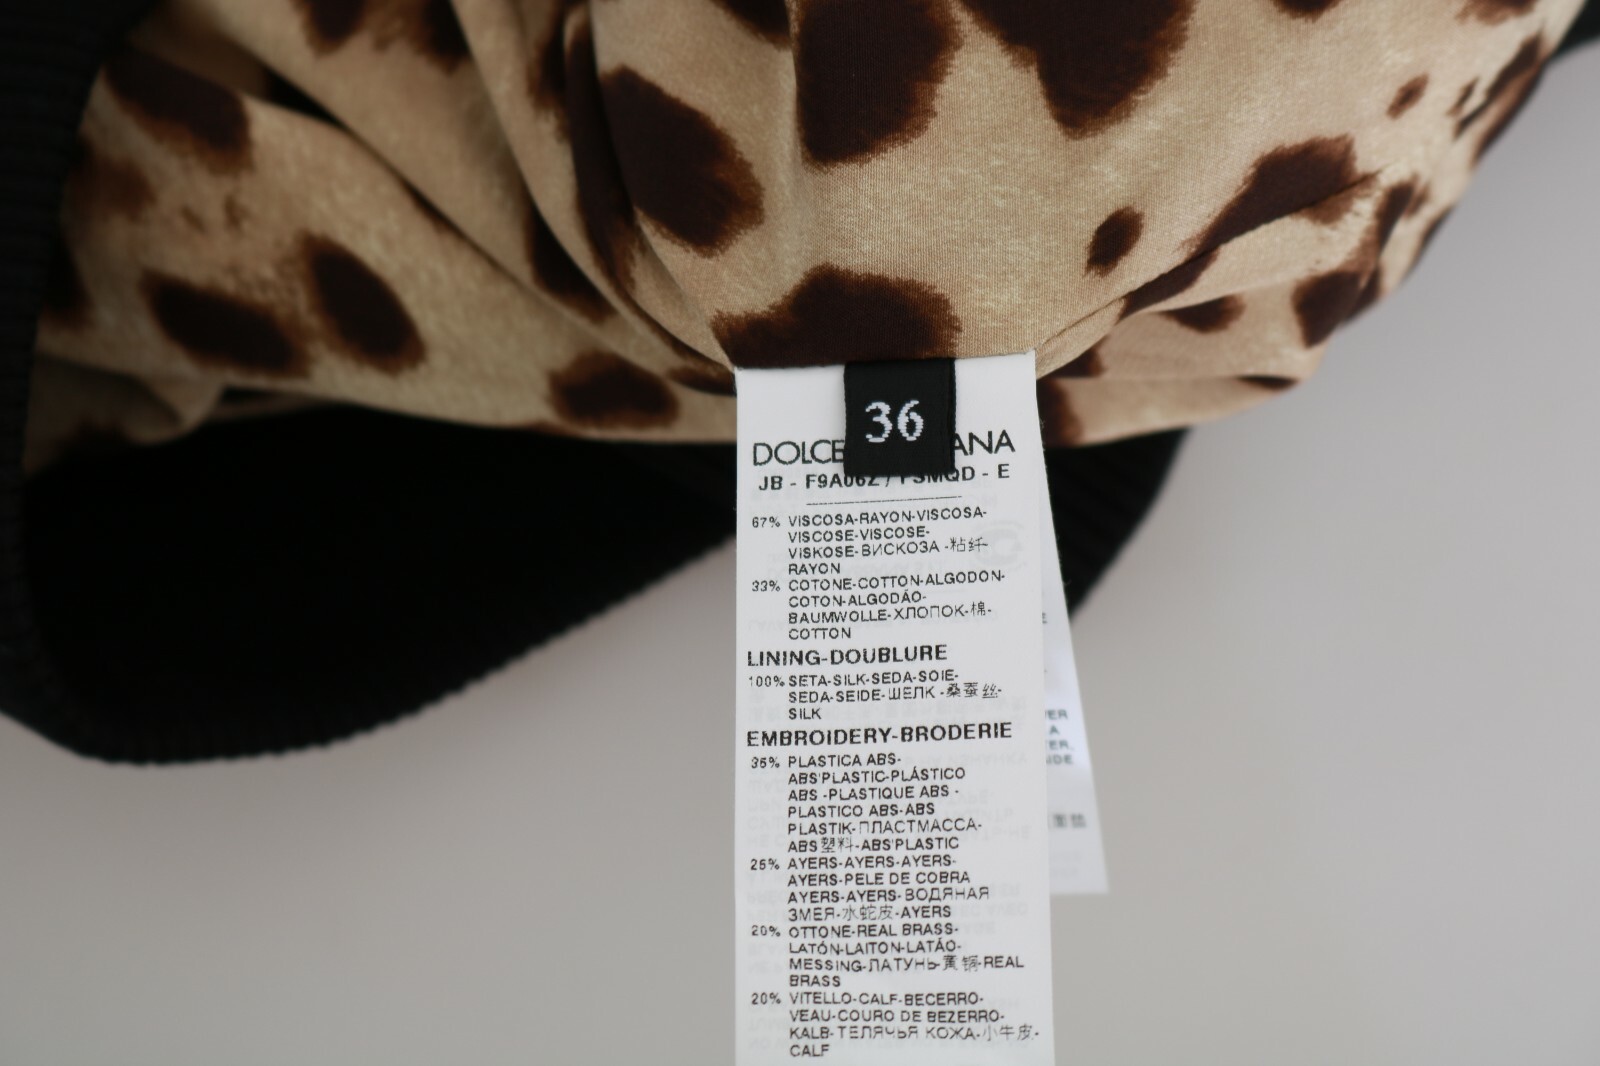 36
DOLCE ANA
JB - F9A06Z / FSMQD - E
67% VISCOSA-RAYON-VISCOSA-
VISCOSE-VISCOSE-
VISKOSE-ВИСКОЗА -粘纤-
RAYON
33% COTONE-COTTON-ALGODON-
COTON-ALGODÃO-
BAUMWOLLE-ХЛОПОК-棉-
COTTON
LINING-DOUBLURE
100% SETA-SILK-SEDA-SOIE-
SEDA-SEIDE-ШЕЛК -桑蚕丝-
SILK
EMBROIDERY-BRODERIE
35% PLASTICA ABS-
ABS'PLASTIC-PLÁSTICO
ABS -PLASTIQUE ABS -
PLASTICO ABS-ABS
PLASTIK-ПЛАСТМАССА-
ABS塑料-ABS'PLASTIC
25% AYERS-AYERS-AYERS-
AYERS-PELE DE COBRA
AYERS-AYERS-ВОДЯНАЯ
ЗМЕЯ-水蛇皮-AYERS
20% OTTONE-REAL BRASS-
LATÓN-LAITON-LATÃO-
MESSING-ЛАТУНЬ-黄铜-REAL
BRASS
20% VITELLO-CALF-BECERRO-
VEAU-COURO DE BEZERRO-
KALB-ТЕЛЯЧЬЯ КОЖА-小牛皮-
CALF